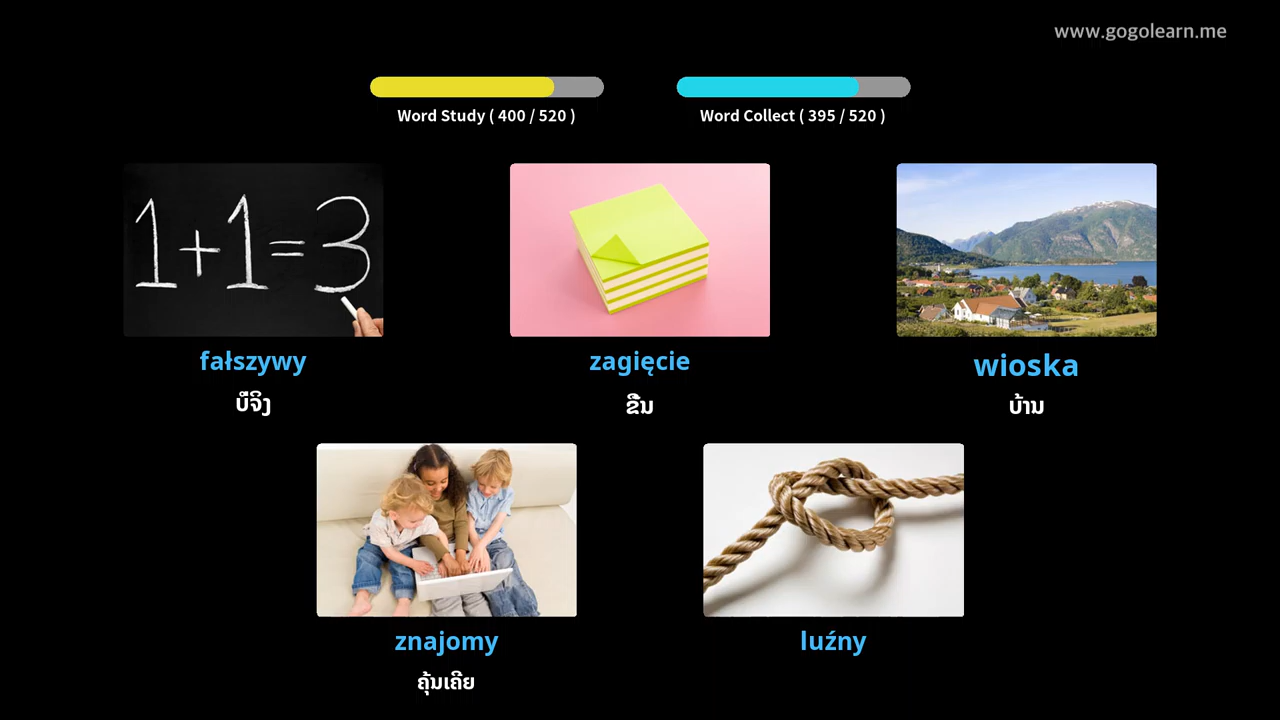 www.gogolearn.me
Word Study ( 400 / 520 )
Word Collect ( 395 / 520 )
1+1=3
fałszywy
ບໍ່ຈິງ
zagięcie
ຂື້ນ
wioska
ບ້ານ
znajomy
ຄຸ້ນເຄີຍ
luźny